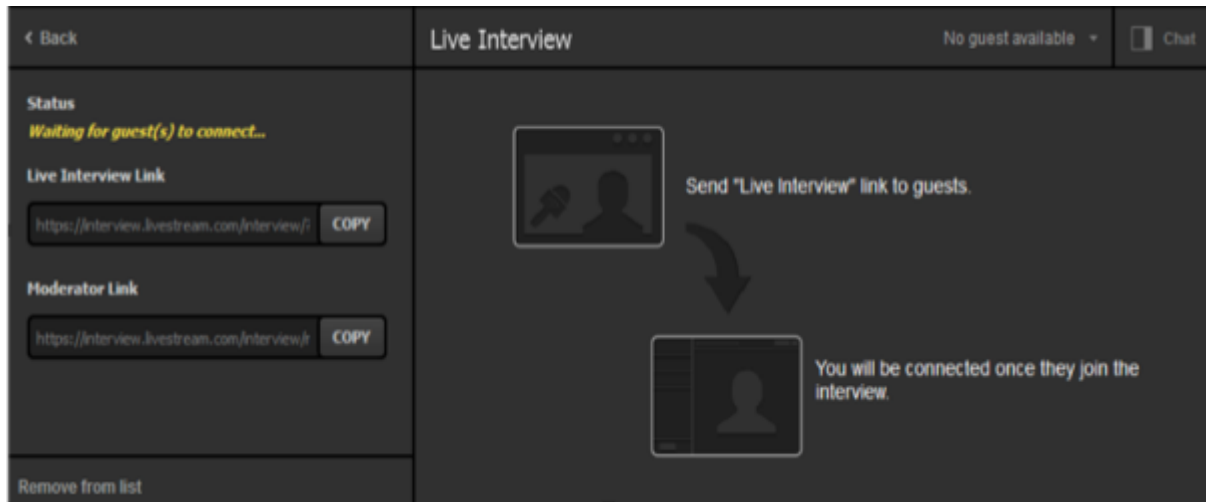 < Back
Live Interview
No guest available
Chat
Status
Waiting for guest(s) to connect...
Live Interview Link
https://interview.livestream.com/interview/
COPY
Moderator Link
https://interview.livestream.com/interview/
COPY
Remove from list
Send "Live Interview" link to guests.
You will be connected once they join the
interview.